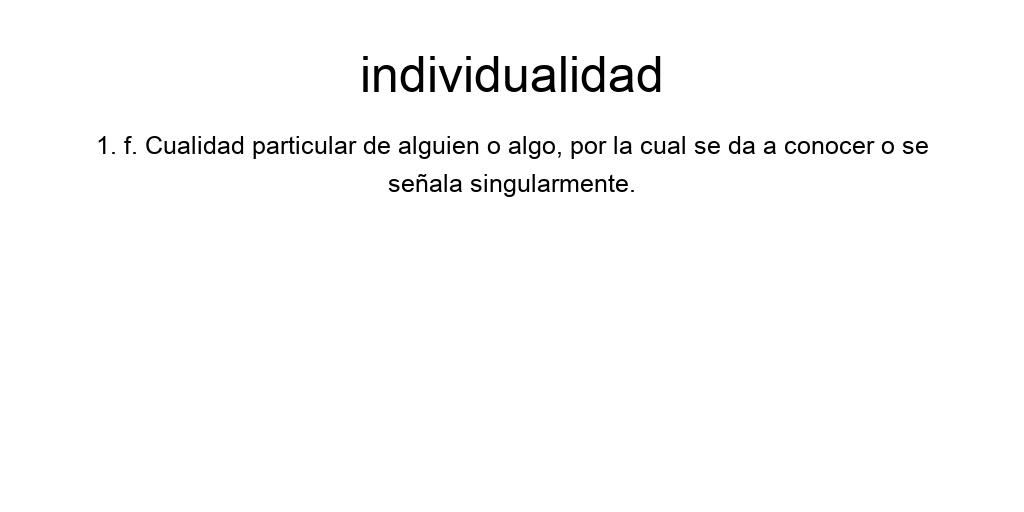 individualidad
1. f. Cualidad particular de alguien o algo, por la cual se da a conocer o se
señala singularmente.